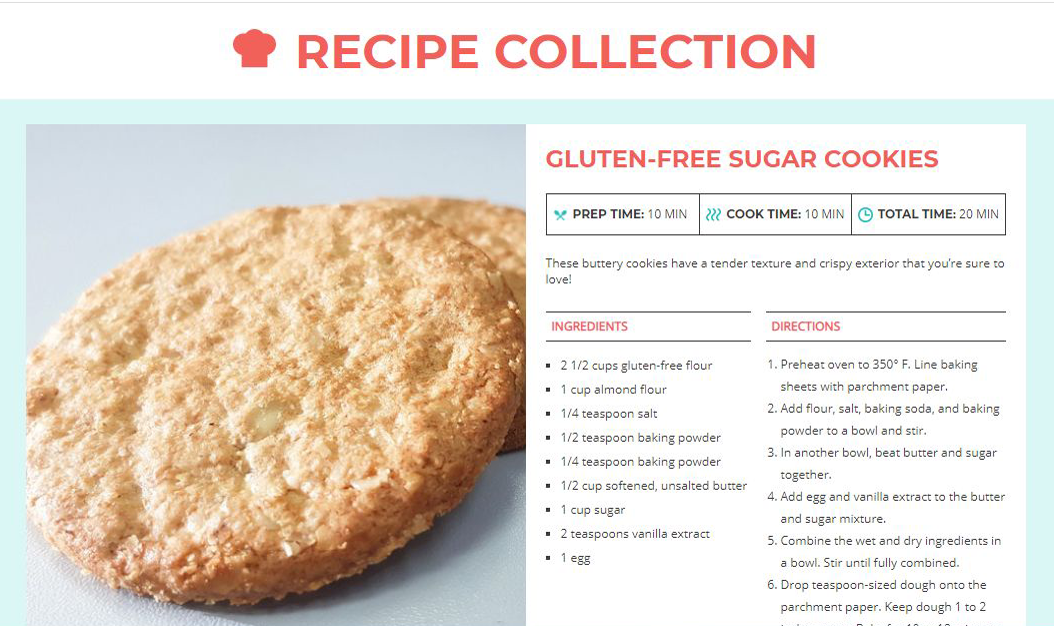 RECIPE COLLECTION
GLUTEN-FREE SUGAR COOKIES
PREP TIME: 10 MIN
COOK TIME: 10 MIN
TOTAL TIME: 20 MIN
These buttery cookies have a tender texture and crispy exterior that you're sure to
love!
INGREDIENTS
2 1/2 cups gluten-free flour
1 cup almond flour
1/4 teaspoon salt
1/2 teaspoon baking powder
1/4 teaspoon baking powder
1/2 cup softened, unsalted butter
1 cup sugar
2 teaspoons vanilla extract
1 egg
DIRECTIONS
1. Preheat oven to 350° F. Line baking
sheets with parchment paper.
2. Add flour, salt, baking soda, and baking
powder to a bowl and stir.
3. In another bowl, beat butter and sugar
together.
4. Add egg and vanilla extract to the butter
and sugar mixture.
5. Combine the wet and dry ingredients in
a bowl. Stir until fully combined.
6. Drop teaspoon-sized dough onto the
parchment paper. Keep dough 1 to 2